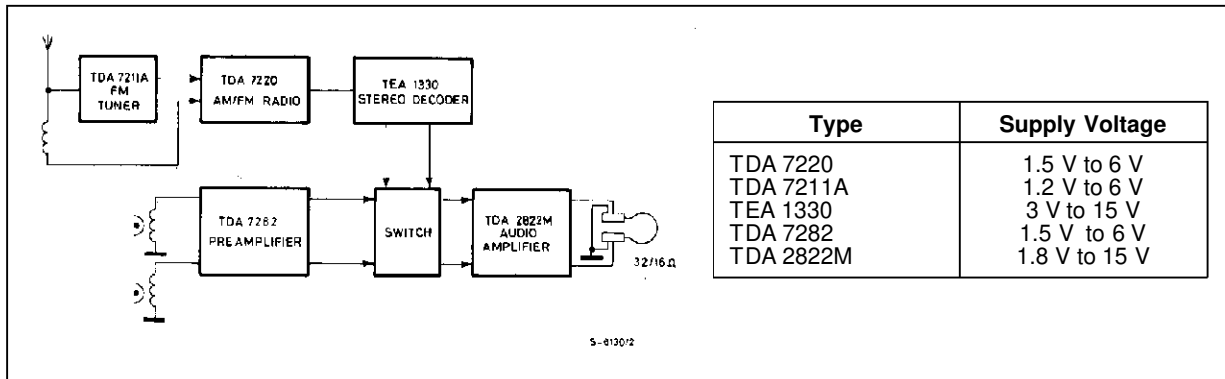 TDA 7211A
FM
TUNER
TDA 7220
AM/FM RADIO
TEA 1330
STEREO DECODER
TDA 7282
PREAMPLIFIER
SWITCH
TDA 2822M
AUDIO
AMPLIFIER
32/16Ω
S-6130/2
Type Supply Voltage
TDA 7220 1.5 V to 6 V
TDA 7211A 1.2 V to 6 V
TEA 1330 3 V to 15 V
TDA 7282 1.5 V to 6 V
TDA 2822M 1.8 V to 15 V